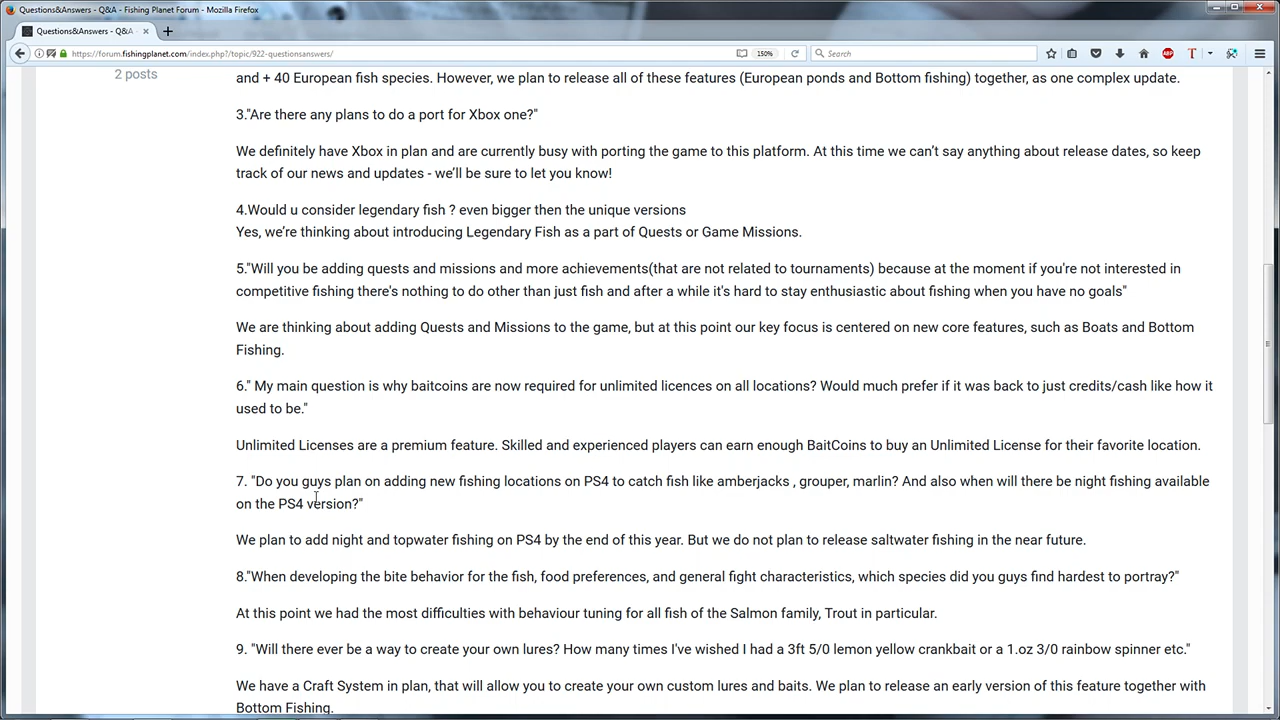 Questions&Answers - Q&A - Fishing Planet Forum - Mozilla Firefox
Questions&Answers - Q&A - × +
https://forum.fishingplanet.com/index.php?/topic/922-questionsanswers/ 150% Search
2 posts
and + 40 European fish species. However, we plan to release all of these features (European ponds and Bottom fishing) together, as one complex update.
3."Are there any plans to do a port for Xbox one?"
We definitely have Xbox in plan and are currently busy with porting the game to this platform. At this time we can’t say anything about release dates, so keep
track of our news and updates - we’ll be sure to let you know!
4.Would u consider legendary fish ? even bigger then the unique versions
Yes, we’re thinking about introducing Legendary Fish as a part of Quests or Game Missions.
5."Will you be adding quests and missions and more achievements(that are not related to tournaments) because at the moment if you're not interested in
competitive fishing there's nothing to do other than just fish and after a while it's hard to stay enthusiastic about fishing when you have no goals"
We are thinking about adding Quests and Missions to the game, but at this point our key focus is centered on new core features, such as Boats and Bottom
Fishing.
6." My main question is why baitcoins are now required for unlimited licences on all locations? Would much prefer if it was back to just credits/cash like how it
used to be."
Unlimited Licenses are a premium feature. Skilled and experienced players can earn enough BaitCoins to buy an Unlimited License for their favorite location.
7. "Do you guys plan on adding new fishing locations on PS4 to catch fish like amberjacks , grouper, marlin? And also when will there be night fishing available
on the PS4 version?"
We plan to add night and topwater fishing on PS4 by the end of this year. But we do not plan to release saltwater fishing in the near future.
8."When developing the bite behavior for the fish, food preferences, and general fight characteristics, which species did you guys find hardest to portray?"
At this point we had the most difficulties with behaviour tuning for all fish of the Salmon family, Trout in particular.
9. "Will there ever be a way to create your own lures? How many times I've wished I had a 3ft 5/0 lemon yellow crankbait or a 1.oz 3/0 rainbow spinner etc."
We have a Craft System in plan, that will allow you to create your own custom lures and baits. We plan to release an early version of this feature together with
Bottom Fishing.